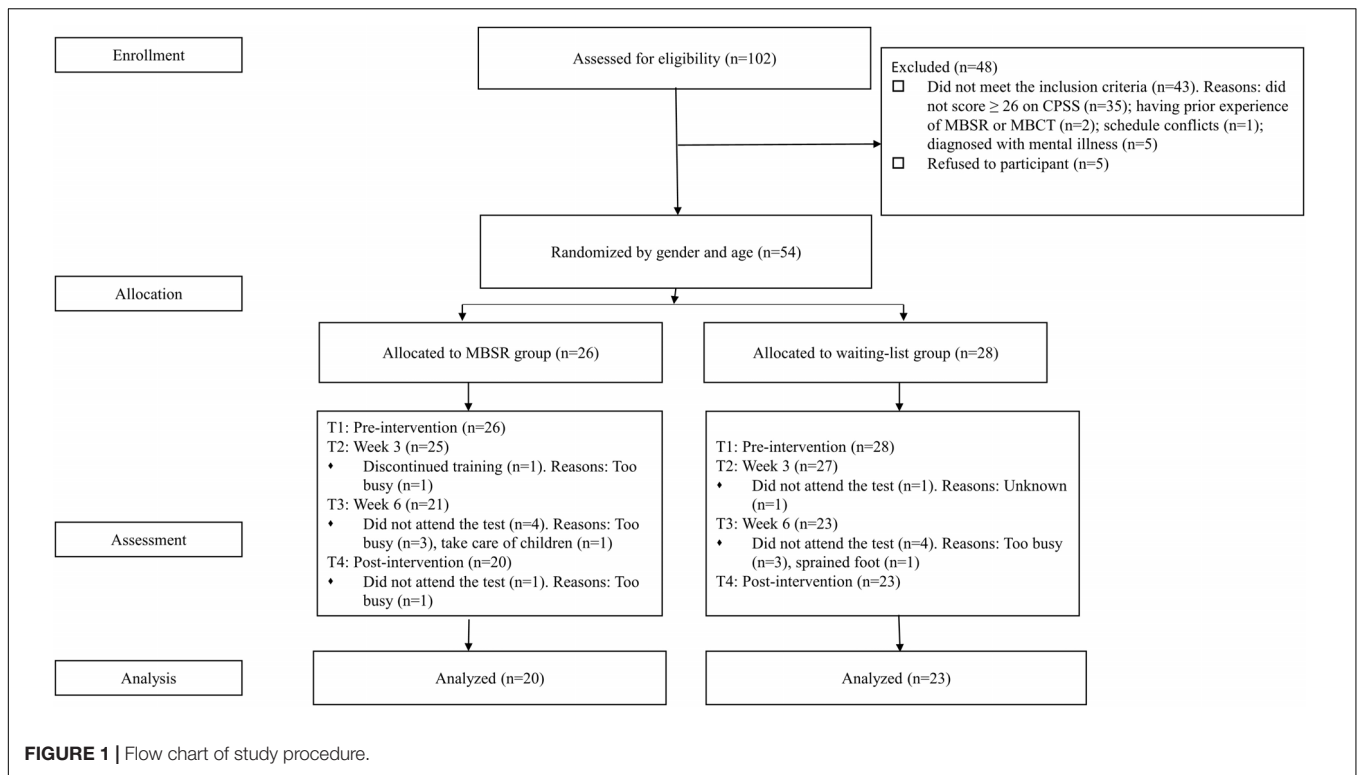 Enrollment
Assessed for eligibility (n=102)
Excluded (n=48)
Did not meet the inclusion criteria (n=43). Reasons: did
not score ≥ 26 on CPSS (n=35); having prior experience
of MBSR or MBCT (n=2); schedule conflicts (n=1);
diagnosed with mental illness (n=5)
Refused to participant (n=5)
Randomized by gender and age (n=54)
Allocation
Allocated to MBSR group (n=26)
Allocated to waiting-list group (n=28)
Assessment
T1: Pre-intervention (n=26)
T2: Week 3 (n=25)
♦ Discontinued training (n=1). Reasons: Too
busy (n=1)
T3: Week 6 (n=21)
♦ Did not attend the test (n=4). Reasons: Too
busy (n=3), take care of children (n=1)
T4: Post-intervention (n=20)
♦ Did not attend the test (n=1). Reasons: Too
busy (n=1)
T1: Pre-intervention (n=28)
T2: Week 3 (n=27)
♦ Did not attend the test (n=1). Reasons: Unknown
(n=1)
T3: Week 6 (n=23)
♦ Did not attend the test (n=4). Reasons: Too busy
(n=3), sprained foot (n=1)
T4: Post-intervention (n=23)
Analysis
Analyzed (n=20)
Analyzed (n=23)
FIGURE 1 | Flow chart of study procedure.